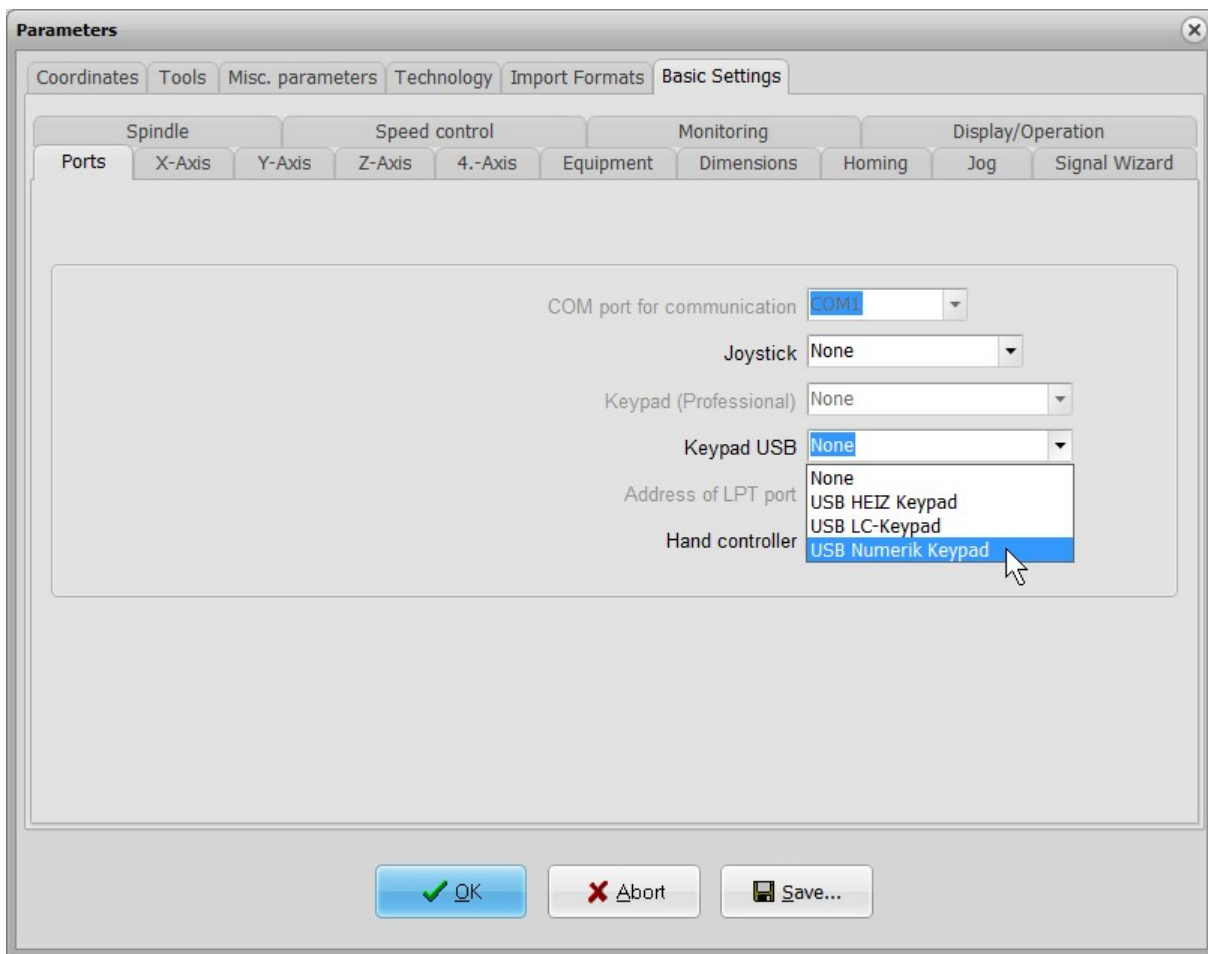 Parameters
Coordinates Tools Misc. parameters Technology Import Formats Basic Settings
Spindle Speed control Monitoring Display/Operation
Ports X-Axis Y-Axis Z-Axis 4.-Axis Equipment Dimensions Homing Jog Signal Wizard
COM port for communication COM1
Joystick None
Keypad (Professional) None
Keypad USB None
None
Address of LPT port USB HEIZ Keypad
USB LC-Keypad
Hand controller USB Numerik Keypad
OK Abort Save...